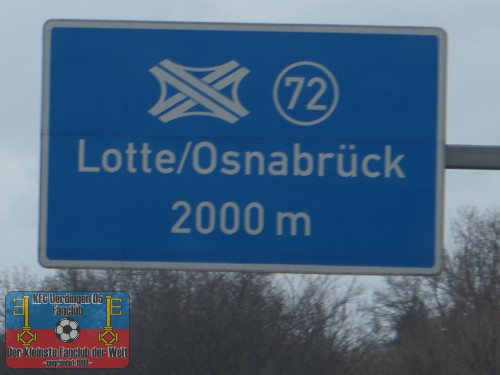 72
Lotte/Osnabrück
2000 m
KFC Uerdingen 05
Fanclub
Der kleinste Fanclub der Welt